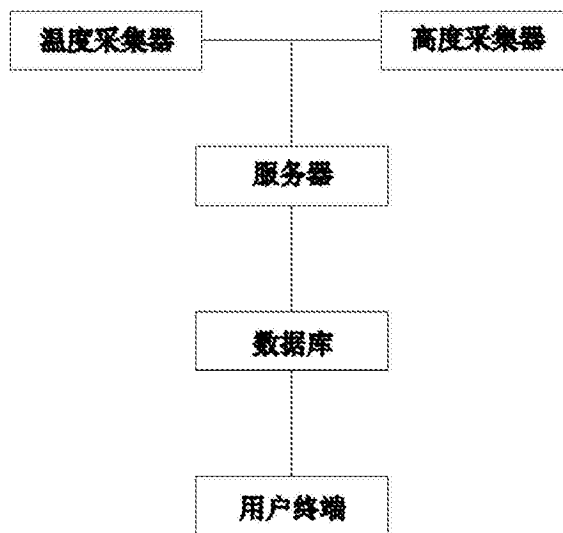 温度采集器
高度采集器
服务器
数据库
用户终端